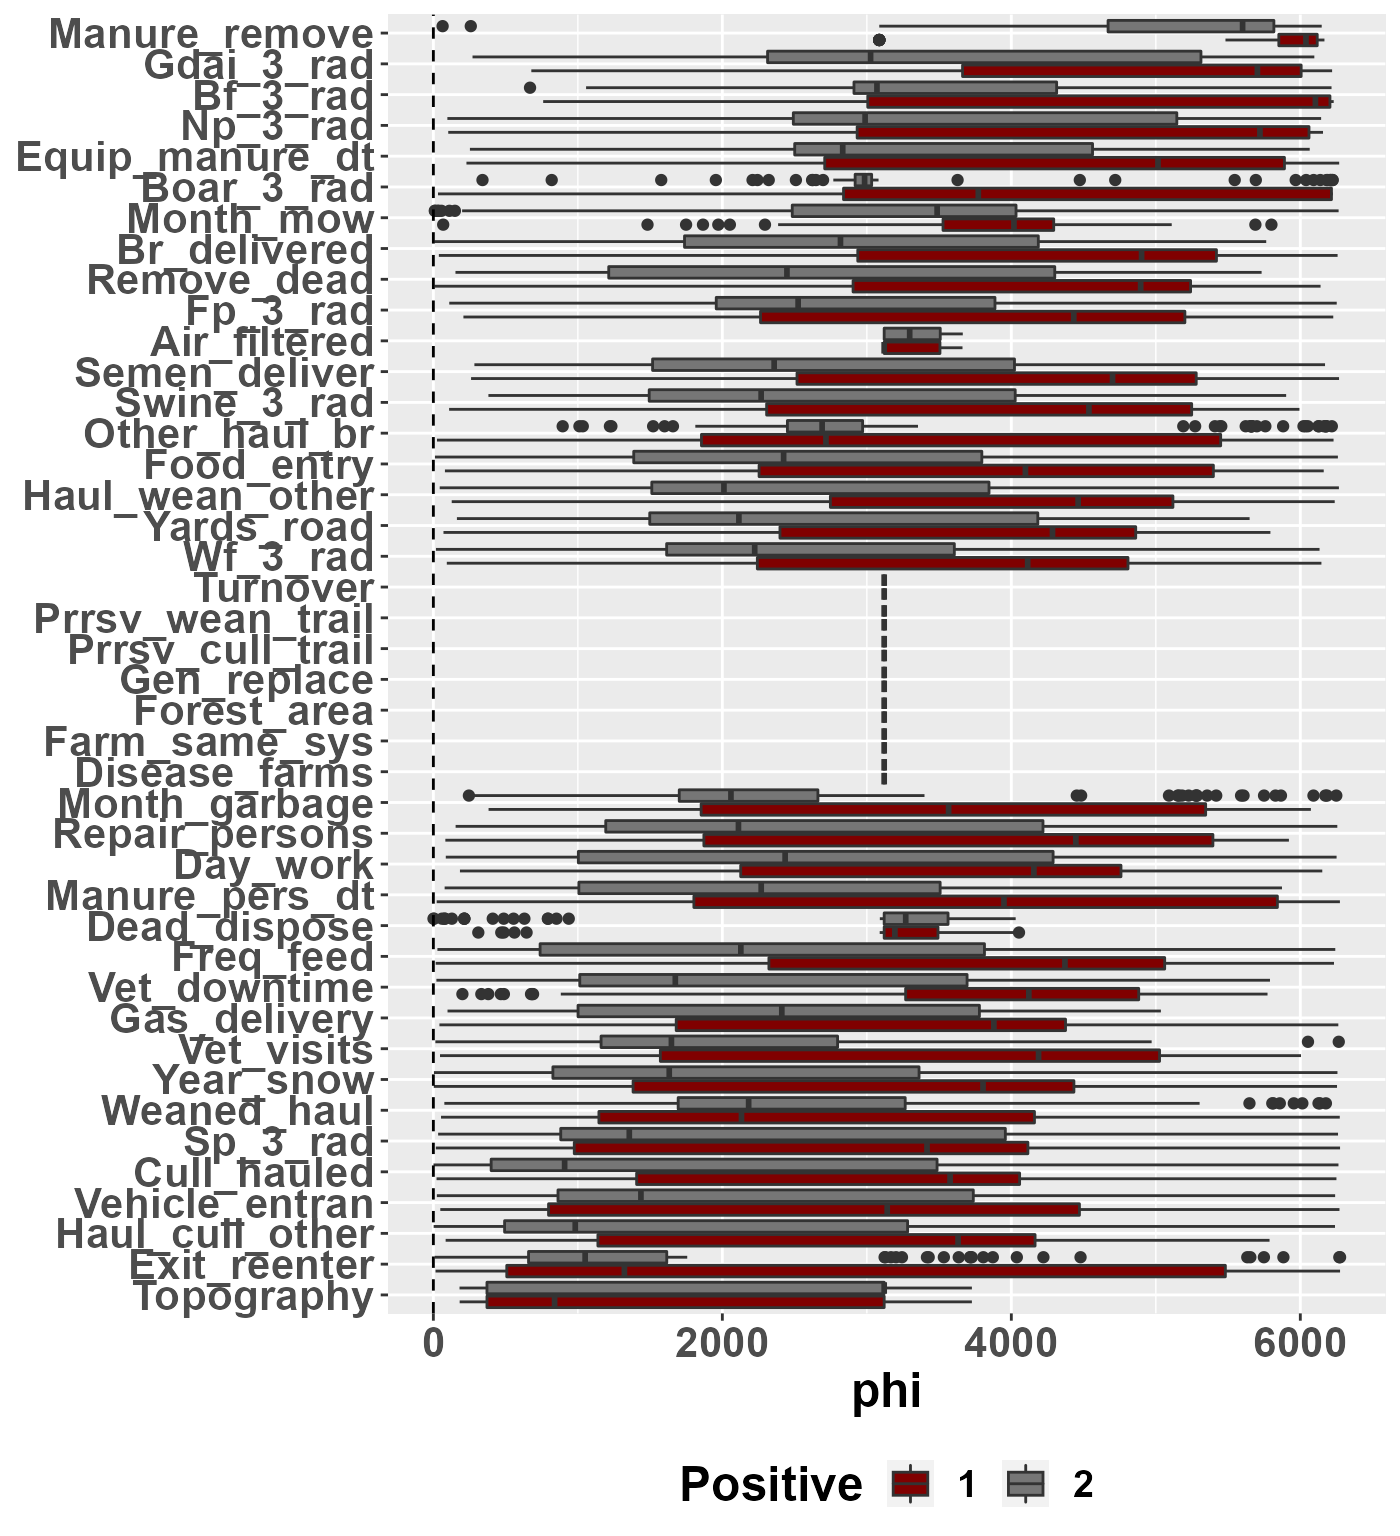 Manure_remove
Gdai_3_rad
Bf_3_rad
Np_3_rad
Equip_manure_dt
Boar_3_rad
Month_mow
Br_delivered
Remove_dead
Fp_3_rad
Air_filtered
Semen_deliver
Swine_3_rad
Other_haul_br
Food_entry
Haul_wean_other
Yards_road
Wf_3_rad
Turnover
Prrsv_wean_trail
Prrsv_cull_trail
Gen_replace
Forest_area
Farm_same_sys
Disease_farms
Month_garbage
Repair_persons
Day_work
Manure_pers_dt
Dead_dispose
Freq_feed
Vet_downtime
Gas_delivery
Vet_visits
Year_snow
Weaned_haul
Sp_3_rad
Cull_hauled
Vehicle_entran
Haul_cull_other
Exit_reenter
Topography
0 2000 4000 6000
phi
Positive 1 2